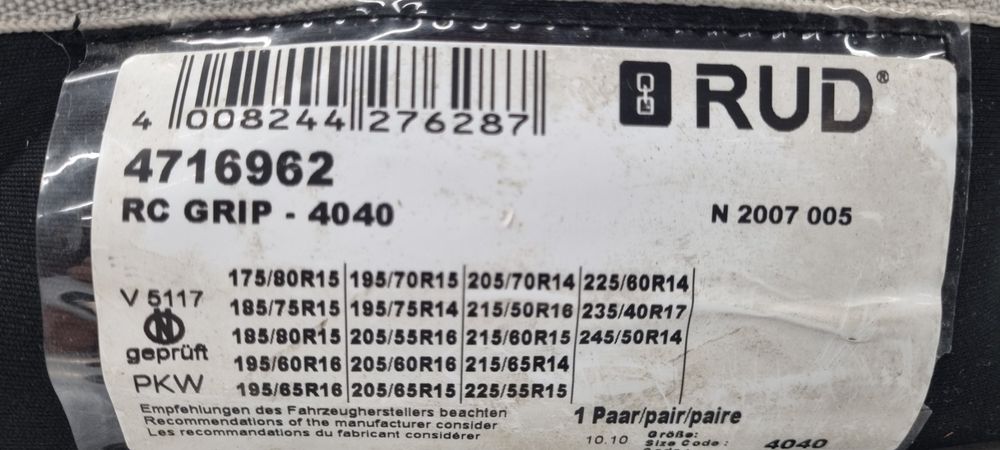 4 008244 276287
RUD®
4716962
RC GRIP - 4040
N 2007 005
V 5117
N
geprüft
PKW
175/80R15 195/70R15 205/70R14 225/60R14
185/75R15 195/75R14 215/50R16 235/40R17
185/80R15 205/55R16 215/60R15 245/50R14
195/60R16 205/60R16 215/65R14
195/65R16 205/65R15 225/55R15
Empfehlungen des Fahrzeugherstellers beachten
Recommendations of the manufacturer consider
Les recommandations du fabricant considérer
1 Paar/pair/paire
10.10 Größe:
Size Code: 4040